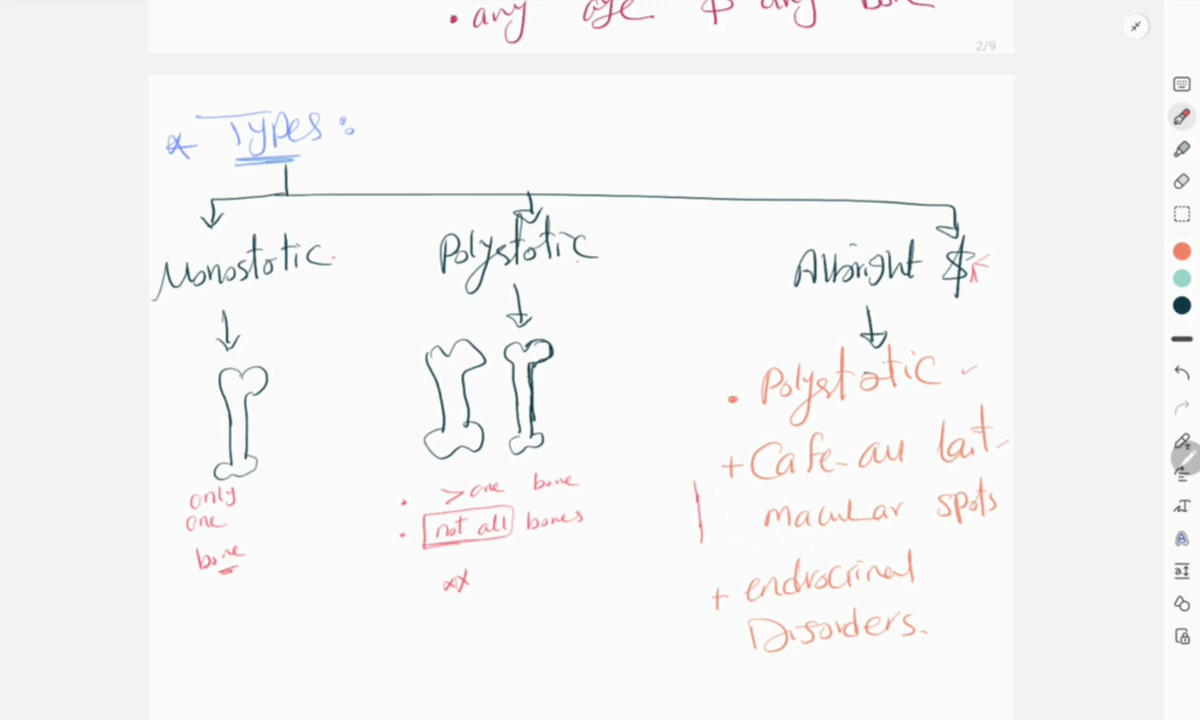 • any age & any bone
2/9
* Types:
Monostotic
Polystotic
Albright $
only
one
bone
. > one bone
. not all bones
• Polystotic
+ Cafe-au lait
macular spots
+ endrocrinal
Disorders.